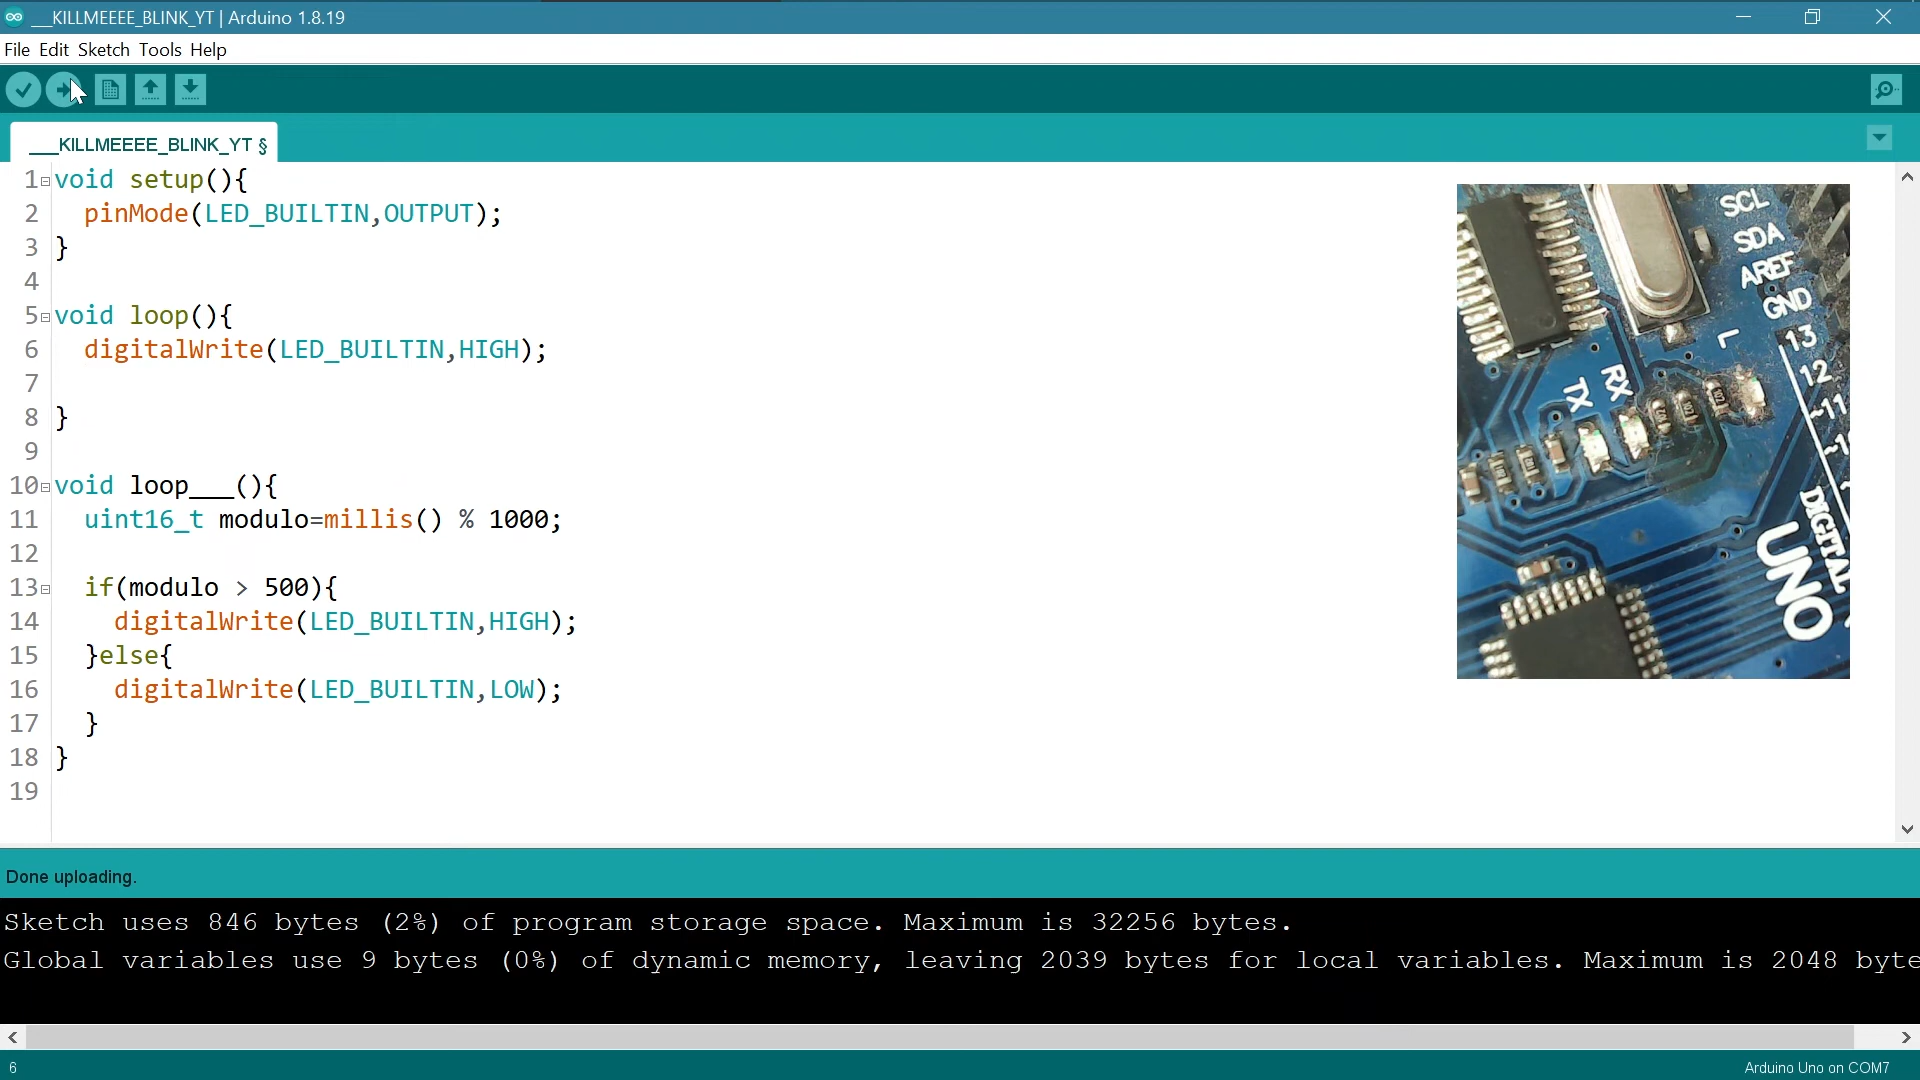 ___KILLMEEEE_BLINK_YT | Arduino 1.8.19
File Edit Sketch Tools Help
___KILLMEEEE_BLINK_YT §
1 void setup(){
2 pinMode(LED_BUILTIN,OUTPUT);
3 }
4
5 void loop(){
6 digitalWrite(LED_BUILTIN,HIGH);
7
8 }
9
10 void loop___(){
11 uint16_t modulo=millis() % 1000;
12
13 if(modulo > 500){
14 digitalWrite(LED_BUILTIN,HIGH);
15 }else{
16 digitalWrite(LED_BUILTIN,LOW);
17 }
18 }
19
SCL
SDA
AREF
GND
13
12
~11
L
RX
TX
DIGITAL
UNO
Done uploading.
Sketch uses 846 bytes (2%) of program storage space. Maximum is 32256 bytes.
Global variables use 9 bytes (0%) of dynamic memory, leaving 2039 bytes for local variables. Maximum is 2048 byte
6
Arduino Uno on COM7